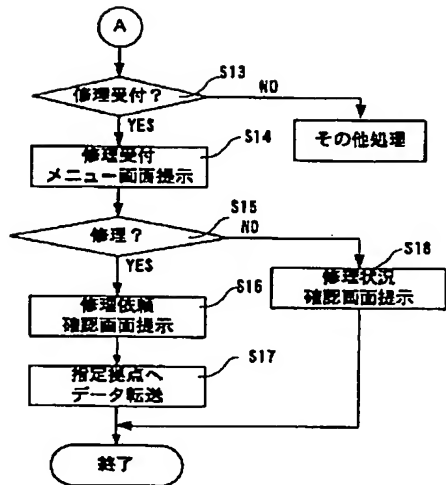 A
修理受付?
S13
NO
YES
その他処理
修理受付
メニュー画面提示
S14
修理?
S15
NO
YES
修理依頼
確認画面提示
S16
修理状況
確認画面提示
S18
指定拠点へ
データ転送
S17
終了